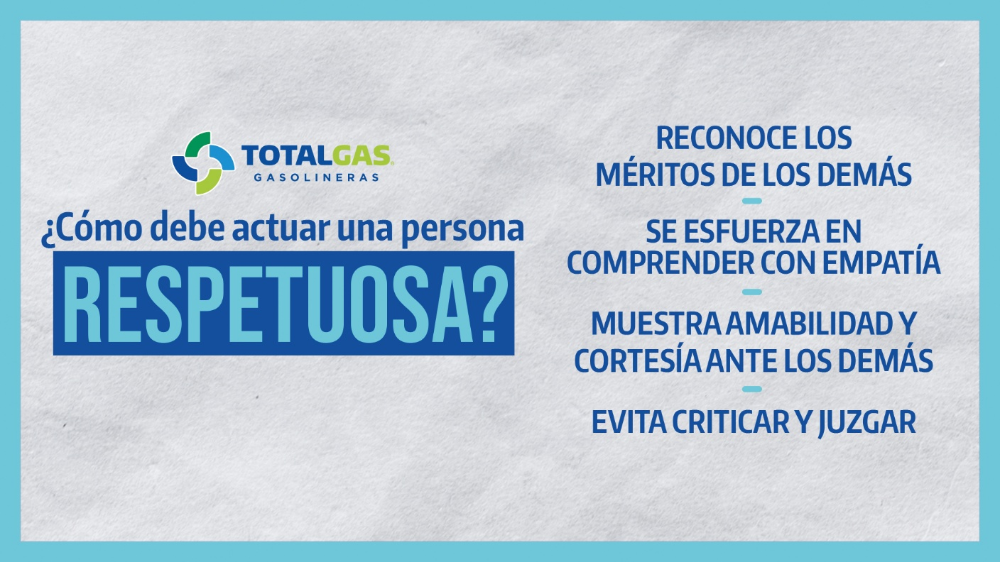 TOTALGAS
GASOLINERAS
¿Cómo debe actuar una persona
RESPETUOSA?
RECONOCE LOS
MÉRITOS DE LOS DEMÁS
SE ESFUERZA EN
COMPRENDER CON EMPATÍA
MUESTRA AMABILIDAD Y
CORTESÍA ANTE LOS DEMÁS
EVITA CRITICAR Y JUZGAR